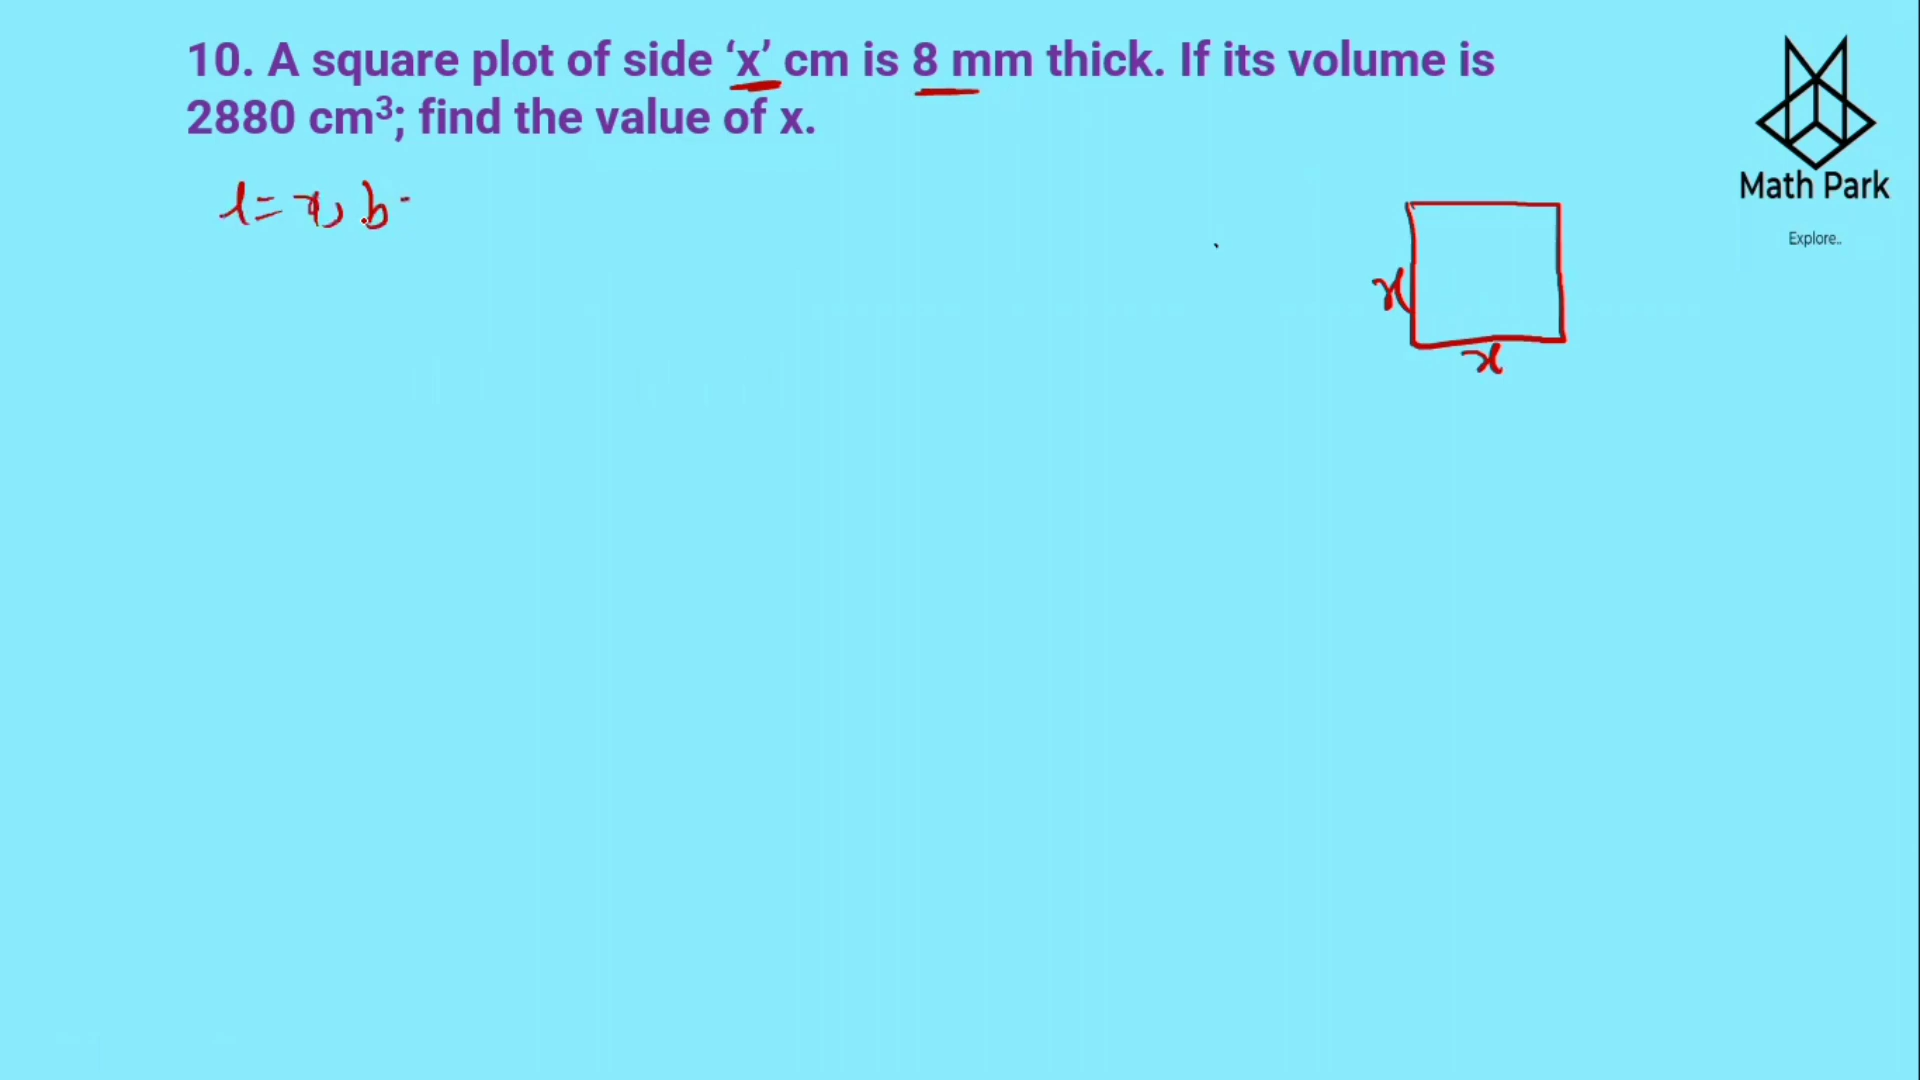 10. A square plot of side ‘x’ cm is 8 mm thick. If its volume is
2880 cm³; find the value of x.
l = x, b -
x
x
Math Park
Explore..